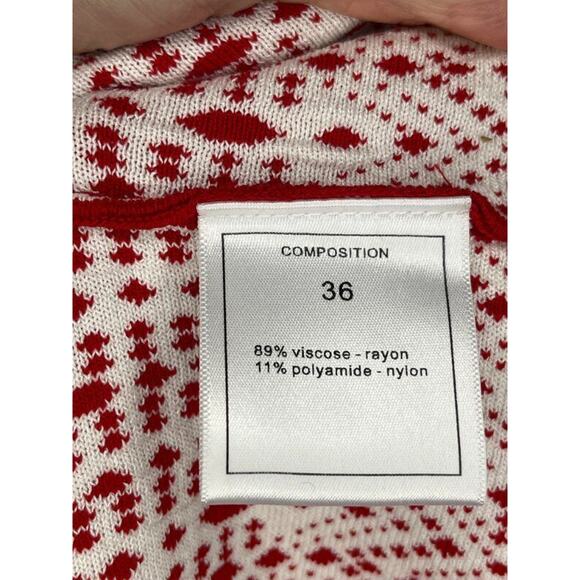 COMPOSITION
36
89% viscose - rayon
11% polyamide - nylon